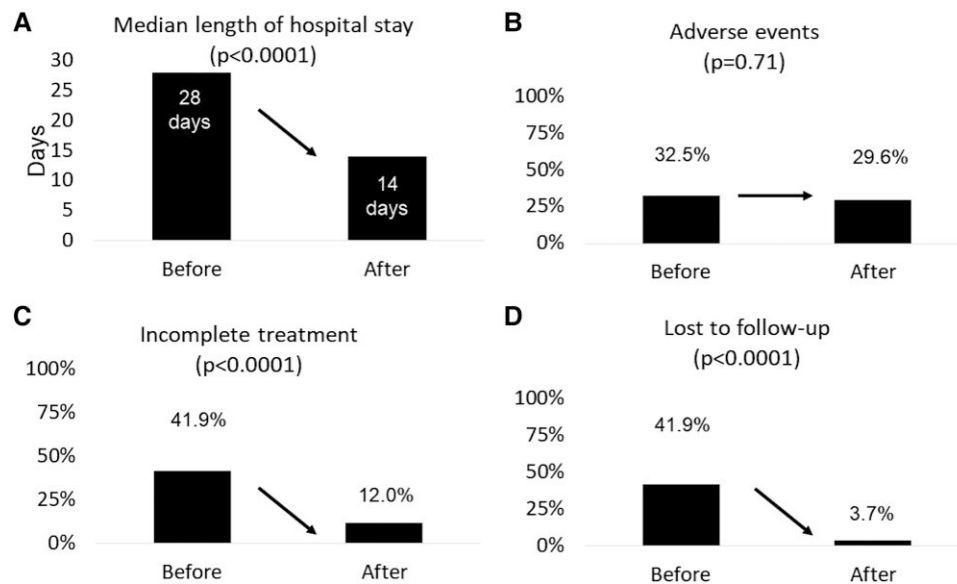 A
Median length of hospital stay
(p<0.0001)
Days
30
25
20
15
10
5
0
28
days
14
days
Before
After
B
Adverse events
(p=0.71)
100%
75%
50%
25%
0%
32.5%
29.6%
Before
After
C
Incomplete treatment
(p<0.0001)
100%
75%
50%
25%
0%
41.9%
12.0%
Before
After
D
Lost to follow-up
(p<0.0001)
100%
75%
50%
25%
0%
41.9%
3.7%
Before
After